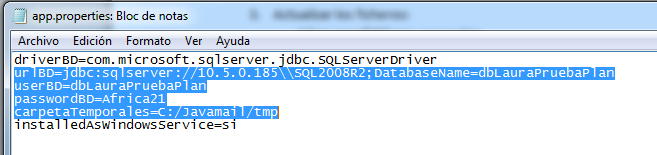 3. Actualizar los ficheros
app.properties: Bloc de notas
Archivo Edición Formato Ver Ayuda
driverBD=com.microsoft.sqlserver.jdbc.SQLServerDriver
urlBD=jdbc:sqlserver://10.5.0.185\\SQL2008R2;DatabaseName=dbLauraPruebaPlan
userBD=dbLauraPruebaPlan
passwordBD=Africa21
carpetaTemporales=C:/Javamail/tmp
installedAsWindowsService=si